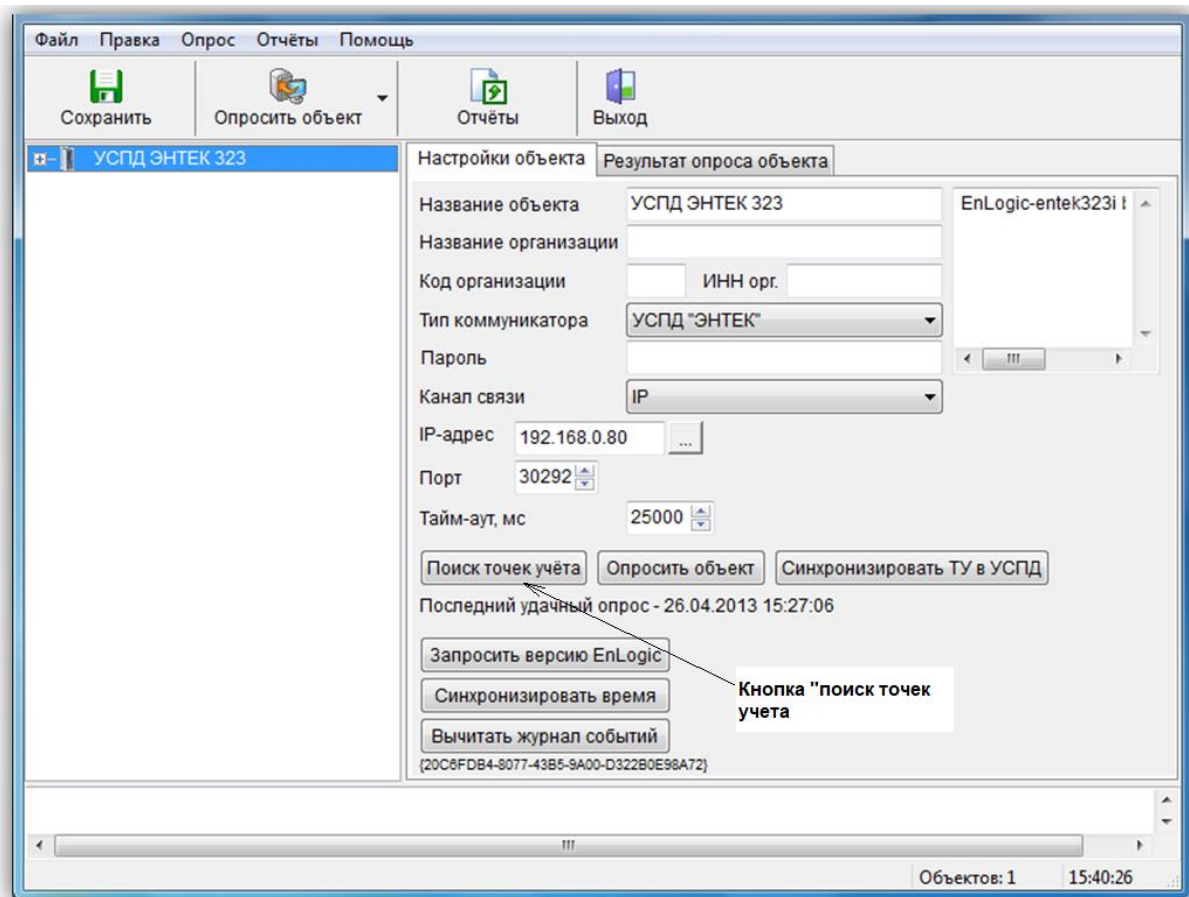 Файл Правка Опрос Отчёты Помощь
Сохранить Опросить объект Отчёты Выход
УСПД ЭНТЕК 323
Настройки объекта Результат опроса объекта
Название объекта УСПД ЭНТЕК 323 EnLogic-entek323i
Название организации
Код организации ИНН орг.
Тип коммуникатора УСПД "ЭНТЕК"
Пароль
Канал связи IP
IP-адрес 192.168.0.80 ...
Порт 30292
Тайм-аут, мс 25000
Поиск точек учёта Опросить объект Синхронизировать ТУ в УСПД
Последний удачный опрос - 26.04.2013 15:27:06
Запросить версию EnLogic
Синхронизировать время
Вычитать журнал событий
Кнопка "поиск точек
учета
{20C6FDB4-8077-43B5-9A00-D322B0E98A72}
Объектов: 1 15:40:26